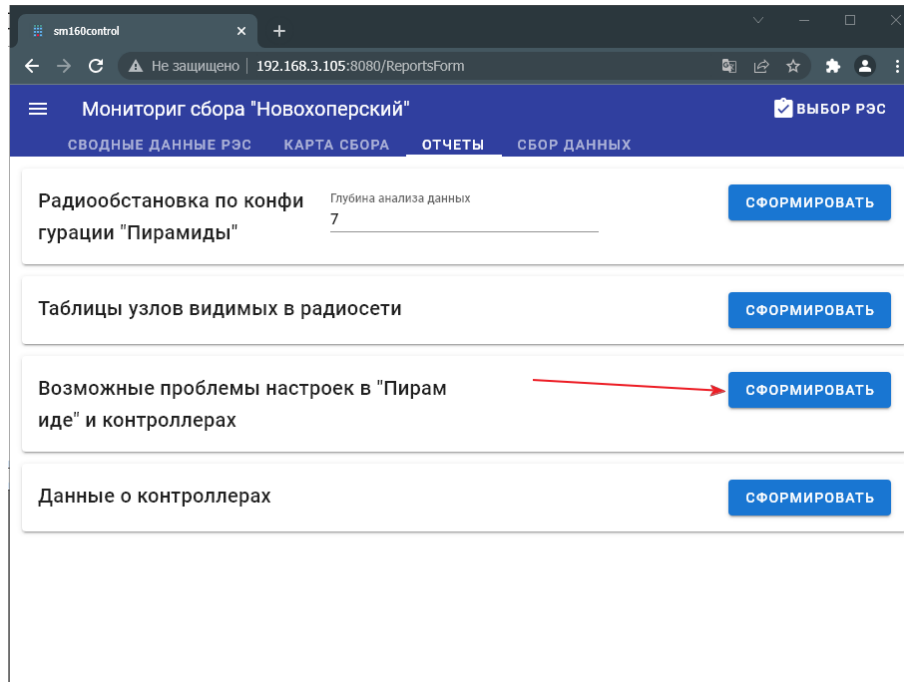 sm160control
Не защищено | 192.168.3.105:8080/ReportsForm
Мониториг сбора "Новохоперский"
ВЫБОР РЭС
СВОДНЫЕ ДАННЫЕ РЭС КАРТА СБОРА ОТЧЕТЫ СБОР ДАННЫХ
Радиообстановка по конфи
гурации "Пирамиды"
Глубина анализа данных
7
СФОРМИРОВАТЬ
Таблицы узлов видимых в радиосети
СФОРМИРОВАТЬ
Возможные проблемы настроек в "Пирам
иде" и контроллерах
СФОРМИРОВАТЬ
Данные о контроллерах
СФОРМИРОВАТЬ